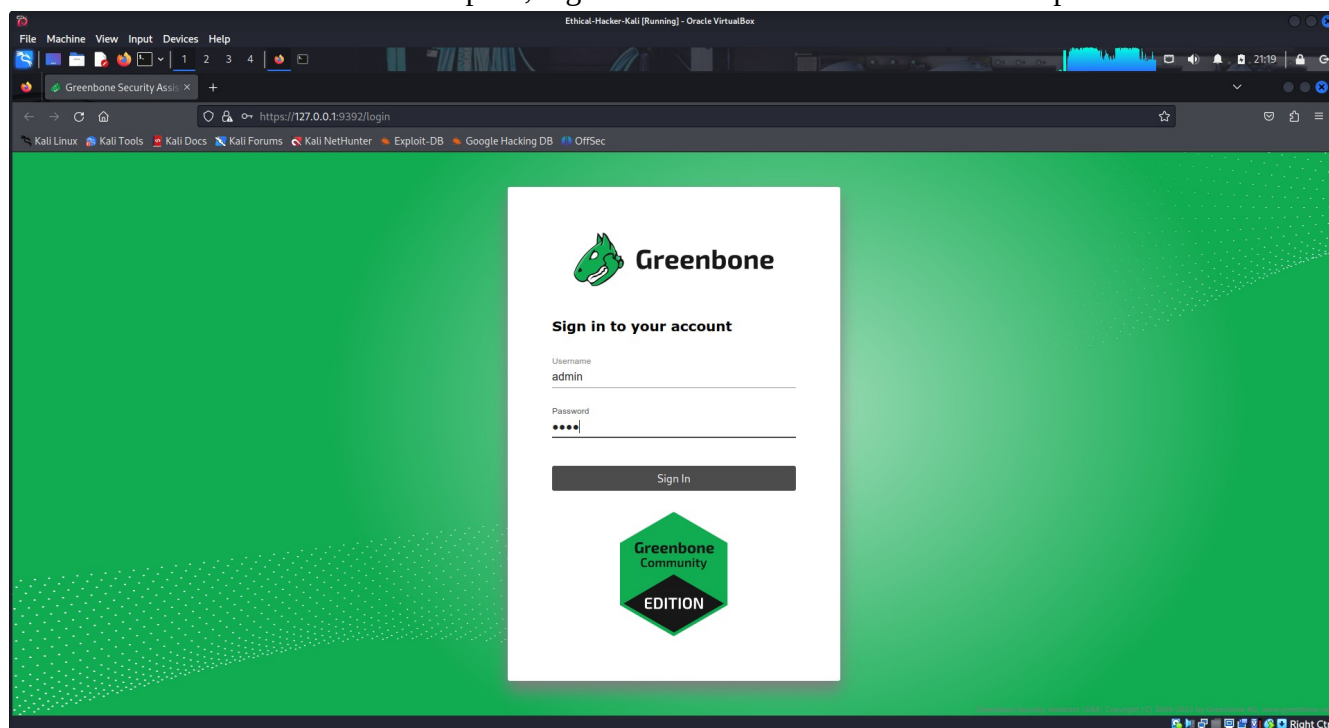 Ethical-Hacker-Kali [Running] - Oracle VirtualBox
File Machine View Input Devices Help
1 2 3 4
21:19
Greenbone Security Assis
https://127.0.0.1:9392/login
Kali Linux Kali Tools Kali Docs Kali Forums Kali NetHunter Exploit-DB Google Hacking DB OffSec
Greenbone
Sign in to your account
Username
admin
Password
••••
Sign In
Greenbone
Community
EDITION
Right Ctrl